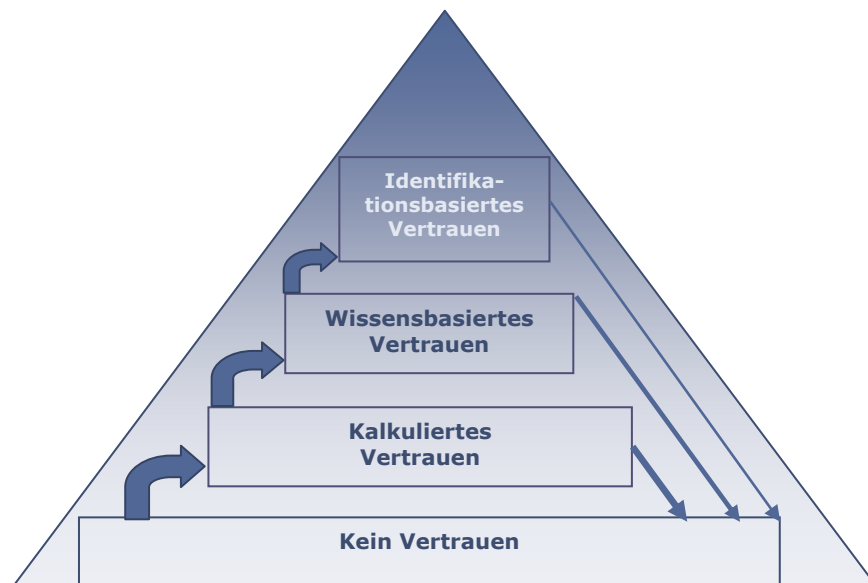 Identifika-
tionsbasiertes
Vertrauen
Wissensbasiertes
Vertrauen
Kalkuliertes
Vertrauen
Kein Vertrauen